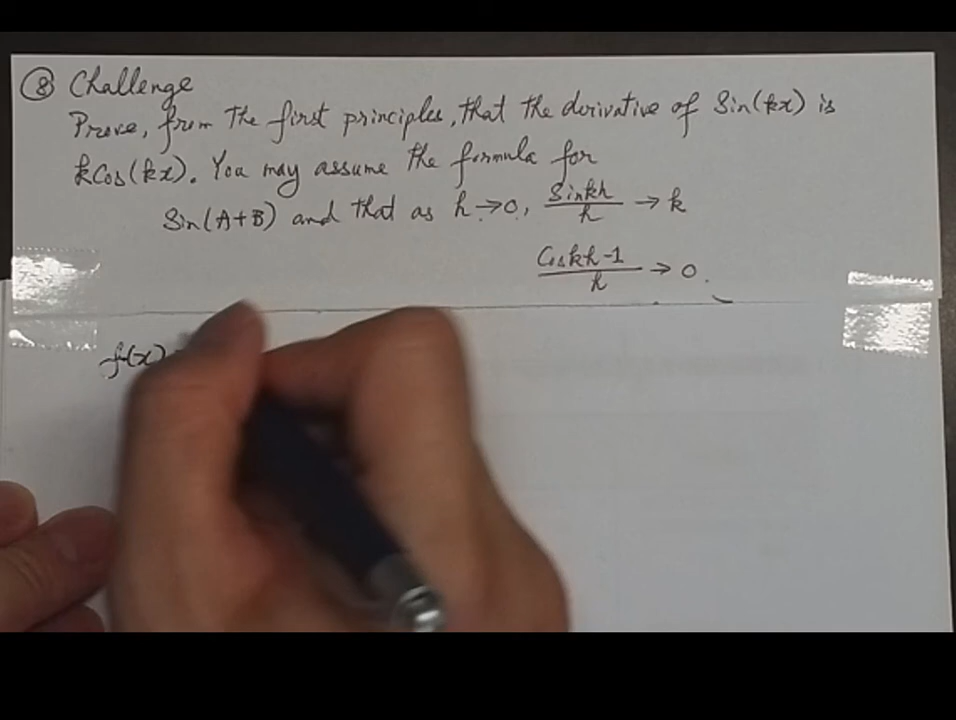 ⑧ Challenge
Prove, from the first principles, that the derivative of Sin(kx) is
kCos(kx). You may assume the formula for
Sin(A+B) and that as h→0, Sinkh/h → k
Coskh-1/h → 0.
f(x) =